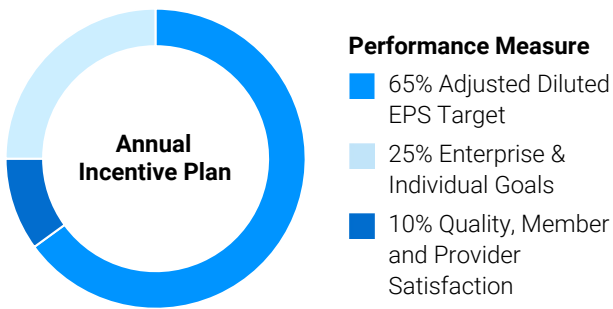 Annual
Incentive Plan
Performance Measure
65% Adjusted Diluted
EPS Target
25% Enterprise &
Individual Goals
10% Quality, Member
and Provider
Satisfaction